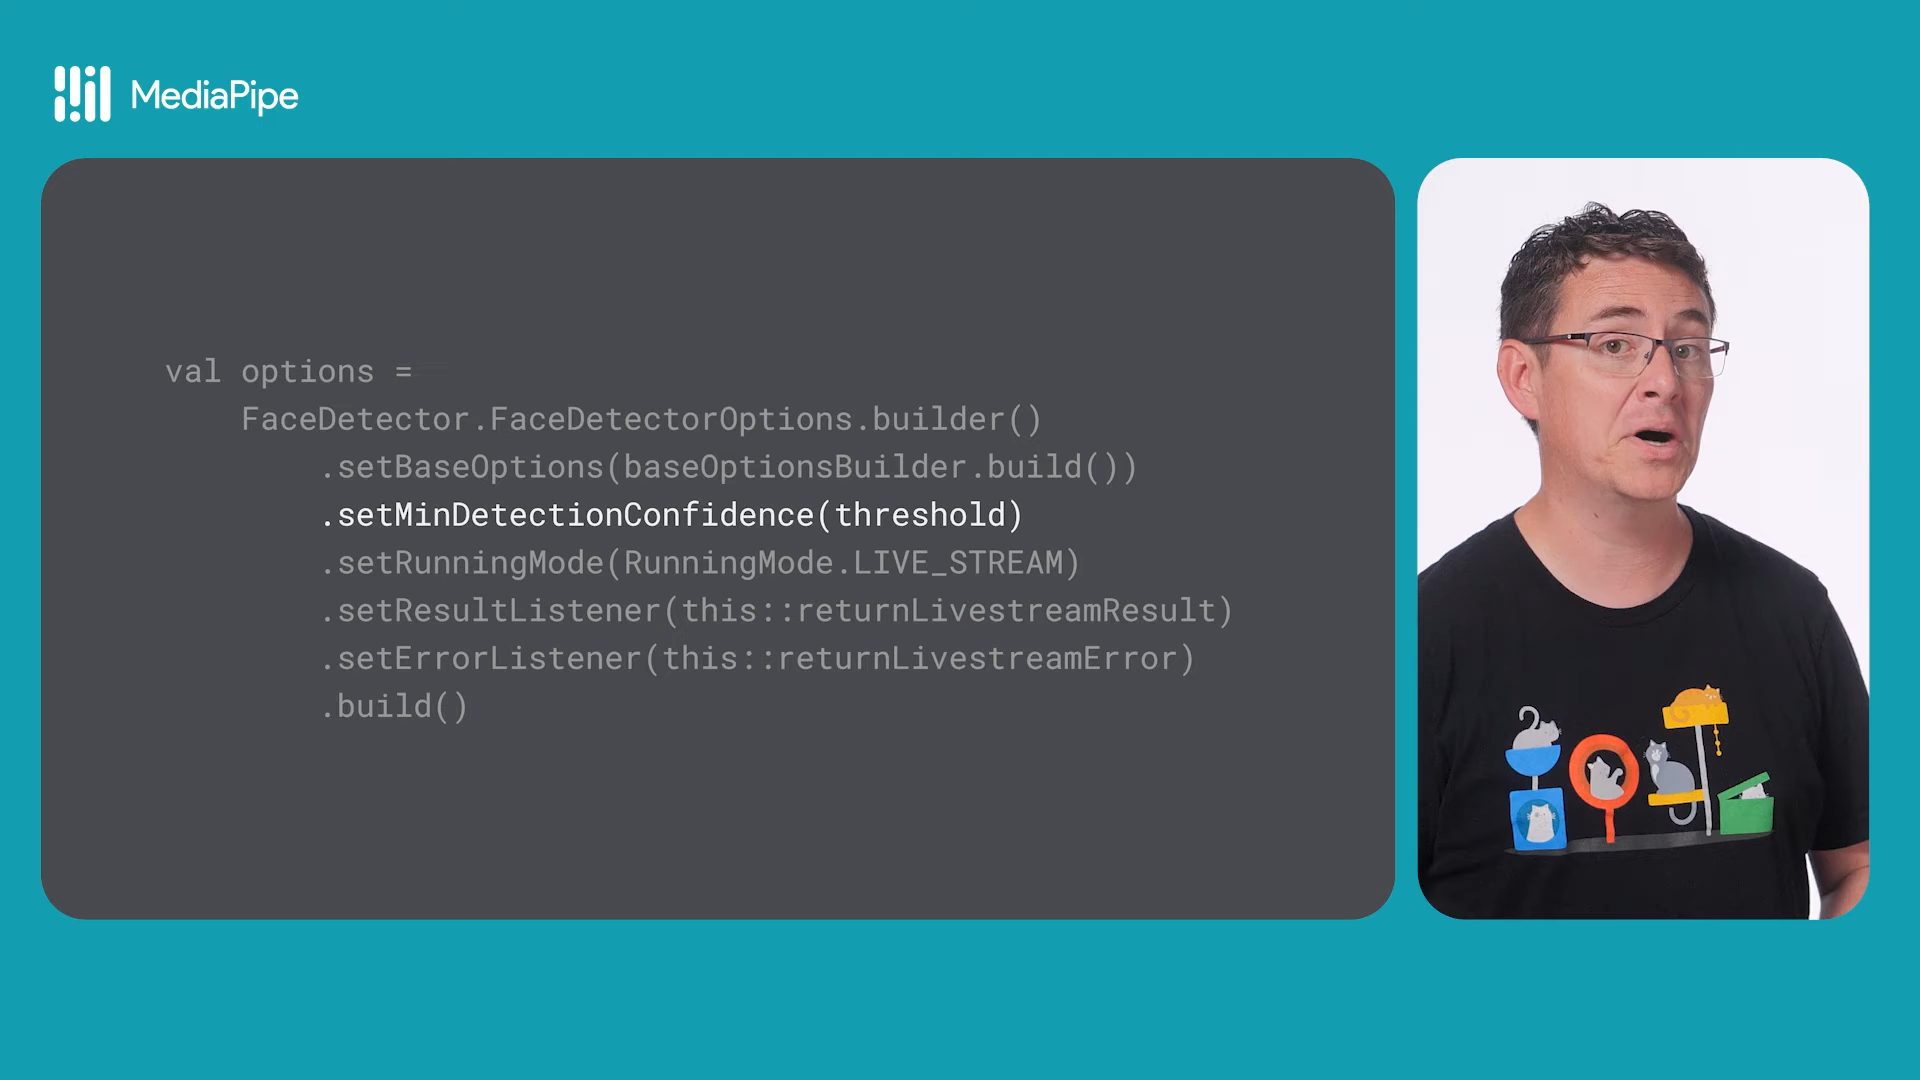 MediaPipe
val options =
FaceDetector.FaceDetectorOptions.builder()
.setBaseOptions(baseOptionsBuilder.build())
.setMinDetectionConfidence(threshold)
.setRunningMode(RunningMode.LIVE_STREAM)
.setResultListener(this::returnLivestreamResult)
.setErrorListener(this::returnLivestreamError)
.build()